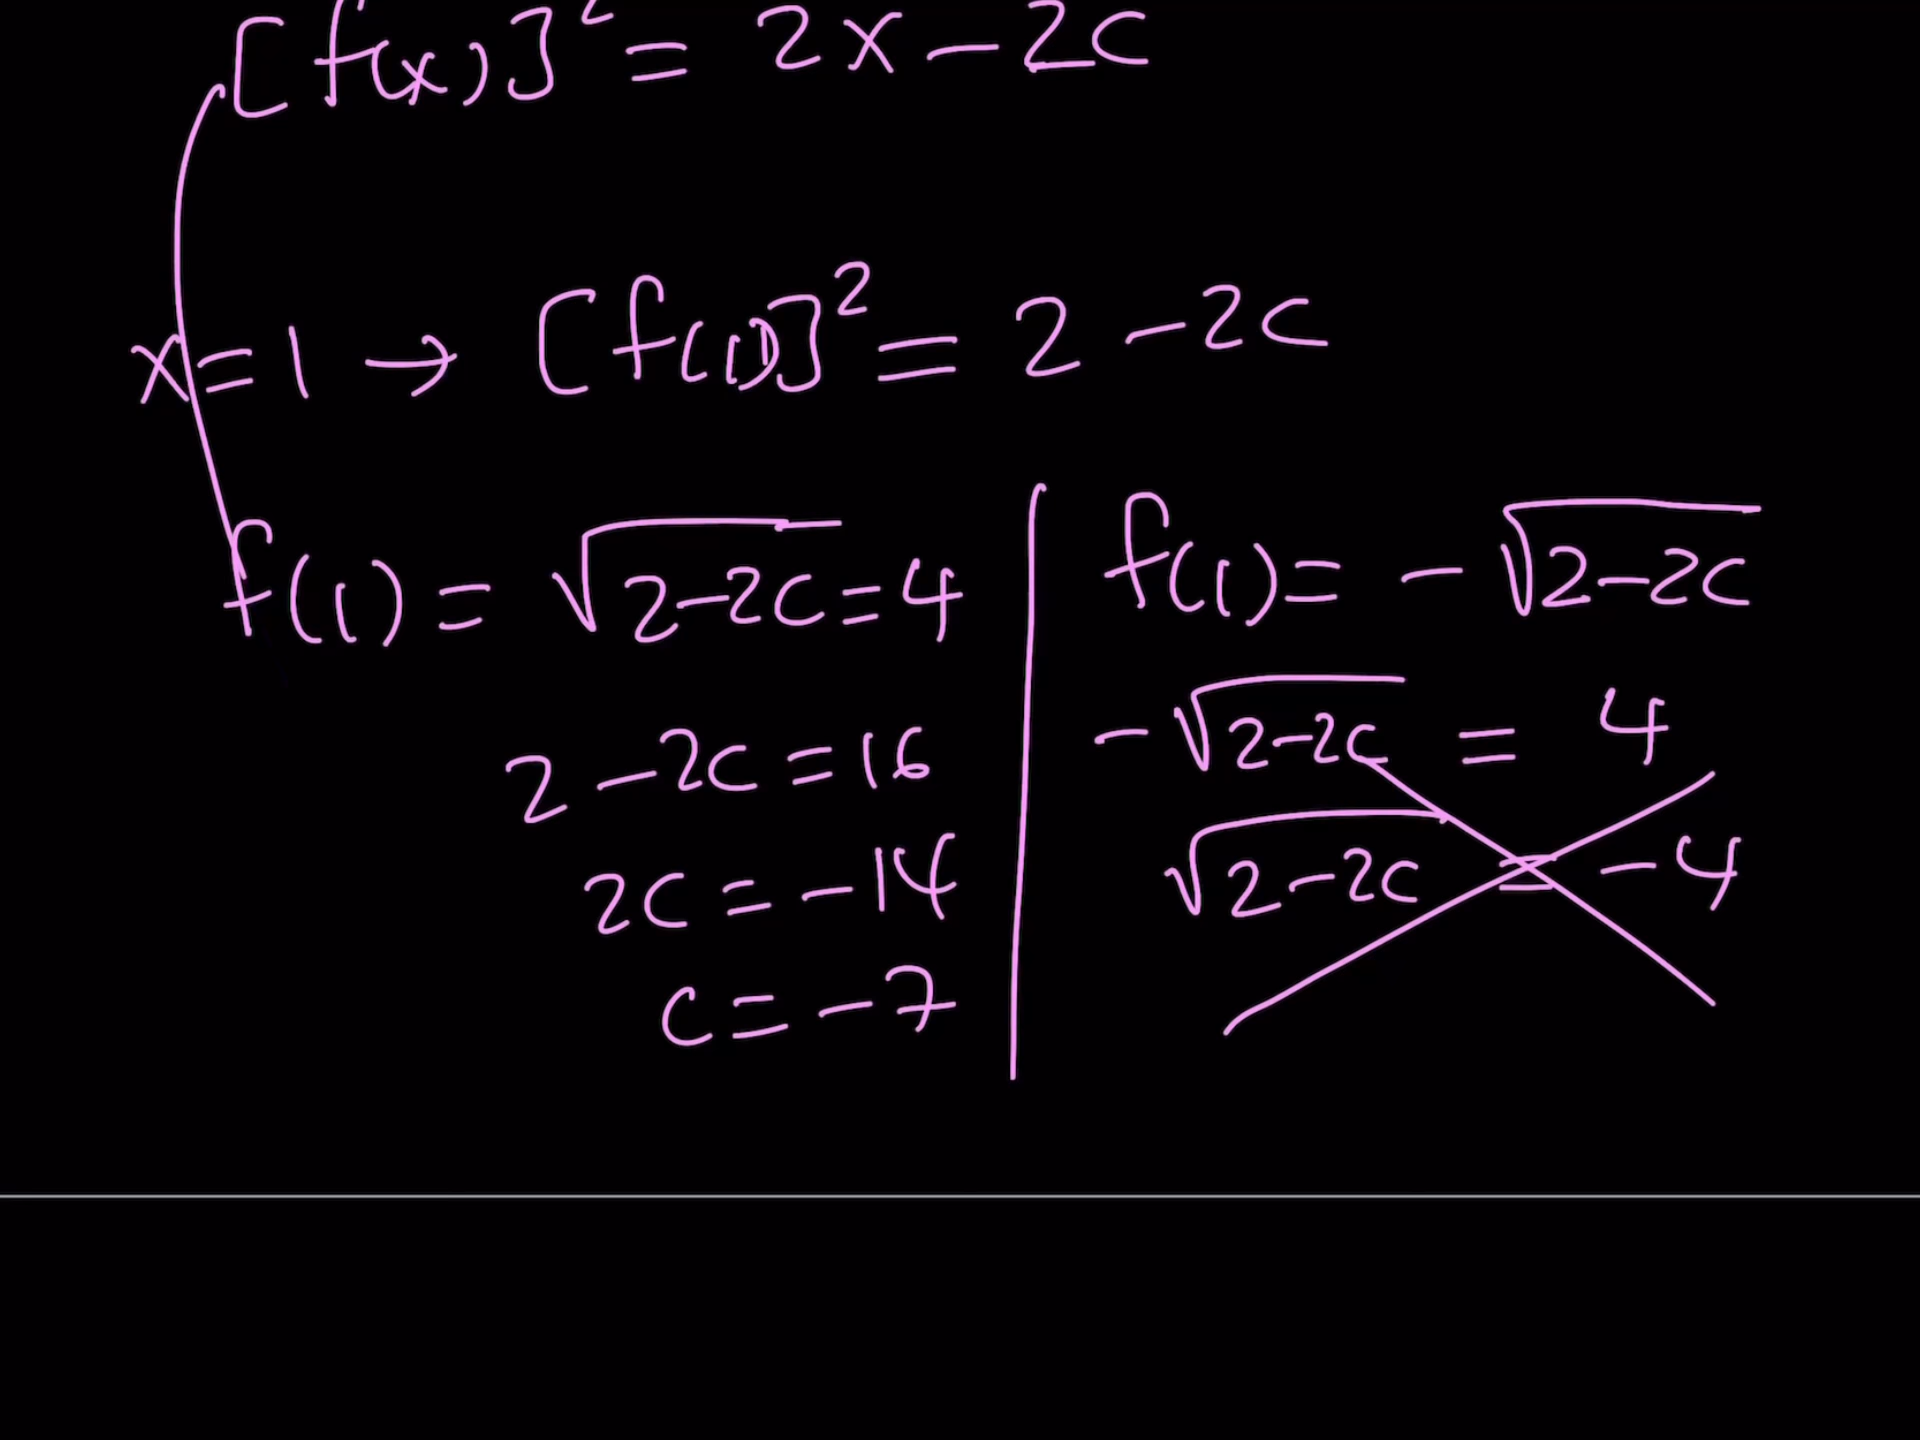 [f(x)]² = 2x - 2c
x = 1 → [f(1)]² = 2 - 2c
f(1) = √(2-2c) = 4
2 - 2c = 16
2c = -14
c = -7
f(1) = -√(2-2c)
-√(2-2c) = 4
√(2-2c) = -4